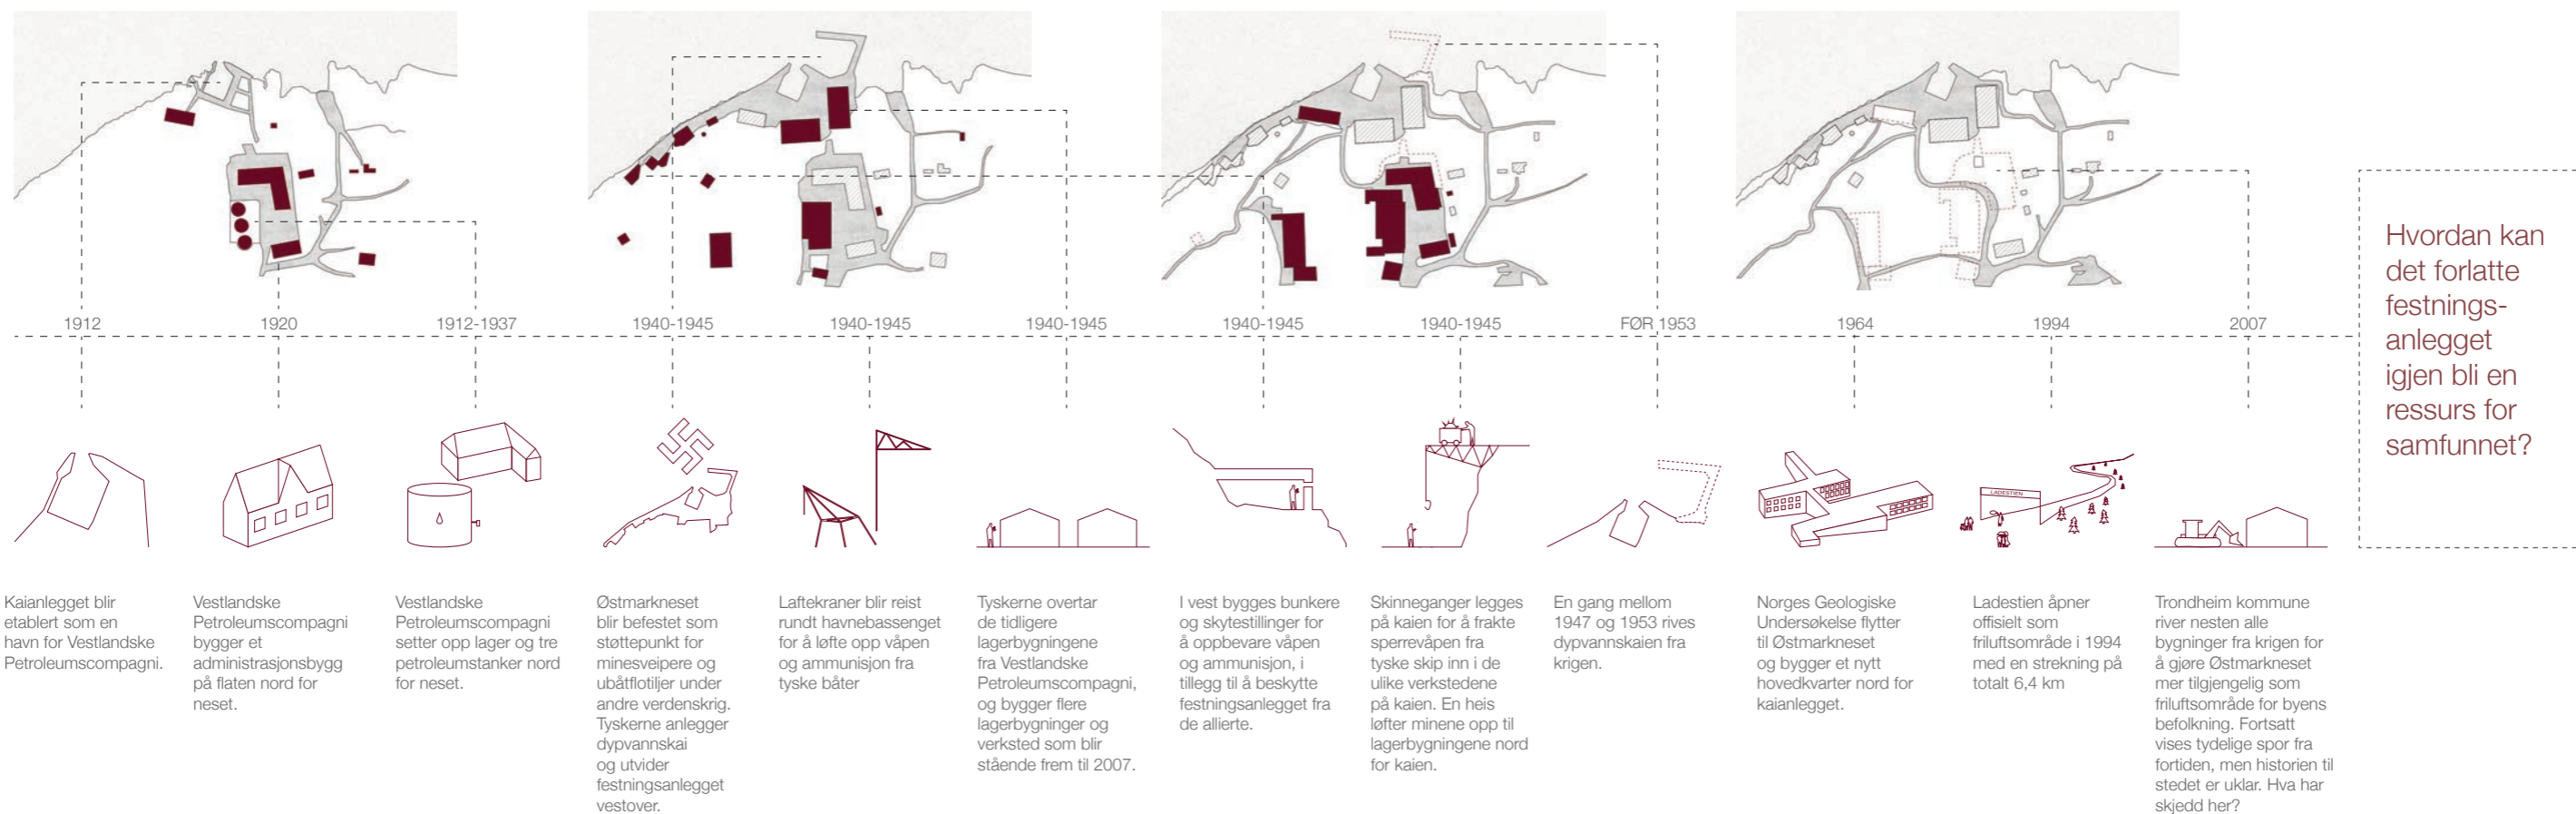 1912
1920
1912-1937
1940-1945
1940-1945
1940-1945
1940-1945
1940-1945
FØR 1953
1964
1994
2007
Hvordan kan
det forlatte
festnings-
anlegget
igjen bli en
ressurs for
samfunnet?
LADESTIEN
Kaianlegget blir
etablert som en
havn for Vestlandske
Petroleumscompagni.
Vestlandske
Petroleumscompagni
bygger et
administrasjonsbygg
på flaten nord for
neset.
Vestlandske
Petroleumscompagni
setter opp lager og tre
petroleumstanker nord
for neset.
Østmarkneset
blir befestet som
støttepunkt for
minesveipere og
ubåtflotiljer under
andre verdenskrig.
Tyskerne anlegger
dypvannskai
og utvider
festningsanlegget
vestover.
Laftekraner blir reist
rundt havnebassenget
for å løfte opp våpen
og ammunisjon fra
tyske båter
Tyskerne overtar
de tidligere
lagerbygningene
fra Vestlandske
Petroleumscompagni,
og bygger flere
lagerbygninger og
verksted som blir
stående frem til 2007.
I vest bygges bunkere
og skytestillinger for
å oppbevare våpen
og ammunisjon, i
tillegg til å beskytte
festningsanlegget fra
de allierte.
Skinneganger legges
på kaien for å frakte
sperrevåpen fra
tyske skip inn i de
ulike verkstedene
på kaien. En heis
løfter minene opp til
lagerbygningene nord
for kaien.
En gang mellom
1947 og 1953 rives
dypvannskaien fra
krigen.
Norges Geologiske
Undersøkelse flytter
til Østmarkneset
og bygger et nytt
hovedkvarter nord for
kaianlegget.
Ladestien åpner
offisielt som
friluftsområde i 1994
med en strekning på
totalt 6,4 km
Trondheim kommune
river nesten alle
bygninger fra krigen for
å gjøre Østmarkneset
mer tilgjengelig som
friluftsområde for byens
befolkning. Fortsatt
vises tydelige spor fra
fortiden, men historien til
stedet er uklar. Hva har
skjedd her?